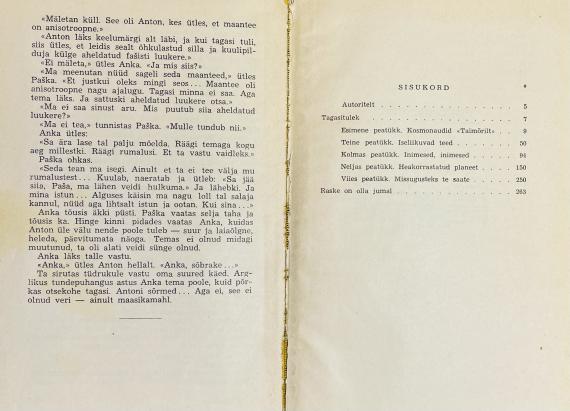 «Mäletan küll. See oli Anton, kes ütles, et maantee
on anisotroopne.»
«Anton läks keelumärgi alt läbi, ja kui tagasi tuli,
siis ütles, et leidis sealt õhkulastud silla ja kuulipil-
duja külge aheldatud fašisti luukere.»
«Ei mäleta,» ütles Anka. «Ja mis siis?»
«Ma meenutan nüüd sageli seda maanteed,» ütles
Paška. «Et justkui oleks mingi seos... Maantee oli
anisotroopne nagu ajalugu. Tagasi minna ei saa. Aga
tema läks. Ja sattuski aheldatud luukere otsa.»
«Ma ei saa sinust aru. Mis puutub siia aheldatud
luukere?»
«Ma ei tea,» tunnistas Paška. «Mulle tundub nii.»
Anka ütles:
«Sa ära lase tal palju mõelda. Räägi temaga kogu
aeg millestki. Räägi rumalusi. Et ta vastu vaidleks.»
Paška ohkas.
«Seda tean ma isegi. Ainult et ta ei tee välja mu
rumalustest... Kuulab, naeratab ja ütleb: «Sa jää
siia, Paša, ma lähen veidi hulkuma.» Ja lähebki. Ja
mina istun... Alguses käisin ma nagu loll tal salaja
kannul, nüüd aga lihtsalt istun ja ootan. Kui sina...»
Anka tõusis äkki püsti. Paška vaatas selja taha ja
tõusis ka. Hinge kinni pidades vaatas Anka, kuidas
Anton üle välu nende poole tuleb — suur ja laiaõlgne,
heleda, päevitumata näoga. Temas ei olnud midagi
muutunud, ta oli alati veidi sünge olnud.
Anka läks talle vastu.
«Anka,» ütles Anton hellalt. «Anka, sõbrake...»
Ta sirutas tüdrukule vastu oma suured käed. Arg-
likus tundepuhangus astus Anka tema poole, kuid põr-
kas otsekohe tagasi. Antoni sõrmed... Aga ei, see ei
olnud veri — ainult maasikamahl.
SISUKORD
Autoritelt . . . . . . . . . . . . . . . . 5
Tagasitulek . . . . . . . . . . . . . . . . 7
Esimene peatükk. Kosmonaudid «Taimõrilt» . . 9
Teine peatükk. Iseliikuvad teed . . . . . . . 50
Kolmas peatükk. Inimesed, inimesed . . . . . 94
Neljas peatükk. Heakorrastatud planeet . . . . . 150
Viies peatükk. Missugusteks te saate . . . . . . 250
Raske on olla jumal . . . . . . . . . . . . . . 263